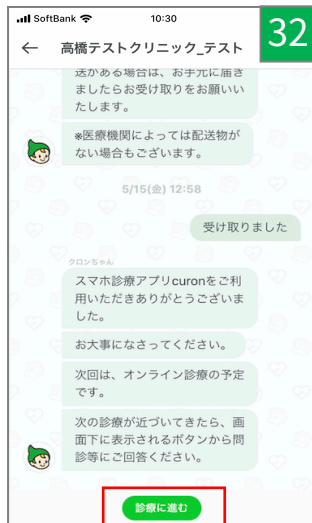 SoftBank 10:30
32
← 高橋テストクリニック_テスト
送がある場合は、お手元に届き
ましたらお受け取りをお願いい
たします。
※医療機関によっては配送物が
ない場合もございます。
5/15(金) 12:58
受け取りました
クロンちゃん
スマホ診療アプリcuronをご利
用いただきありがとうございま
した。
お大事になさってください。
次回は、オンライン診療の予定
です。
次の診療が近づいてきたら、画
面下に表示されるボタンから問
診等にご回答ください。
診療に進む